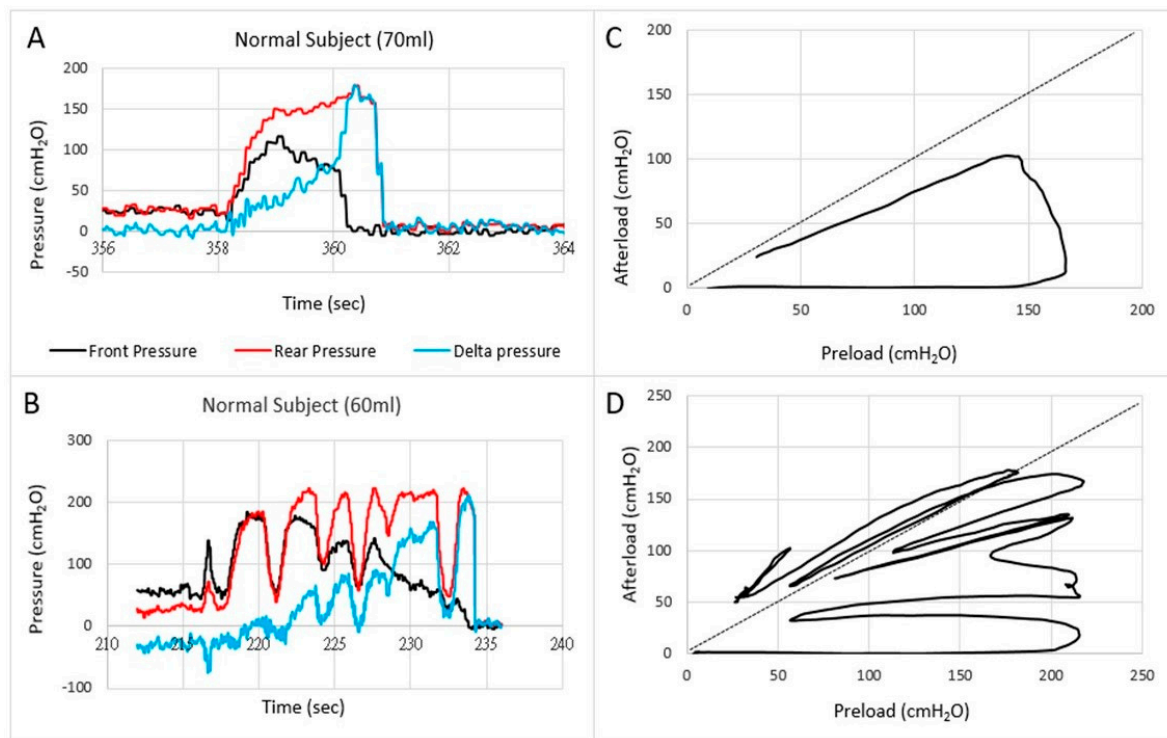 A
Normal Subject (70ml)
Pressure (cmH₂O)
200
150
100
50
0
-50
356
358
360
362
364
Time (sec)
Front Pressure
Rear Pressure
Delta pressure
C
Afterload (cmH₂O)
200
150
100
50
0
0
50
100
150
200
Preload (cmH₂O)
B
Normal Subject (60ml)
Pressure (cmH₂O)
300
200
100
0
-100
210
215
220
225
230
235
240
Time (sec)
D
Afterload (cmH₂O)
250
200
150
100
50
0
0
50
100
150
200
250
Preload (cmH₂O)